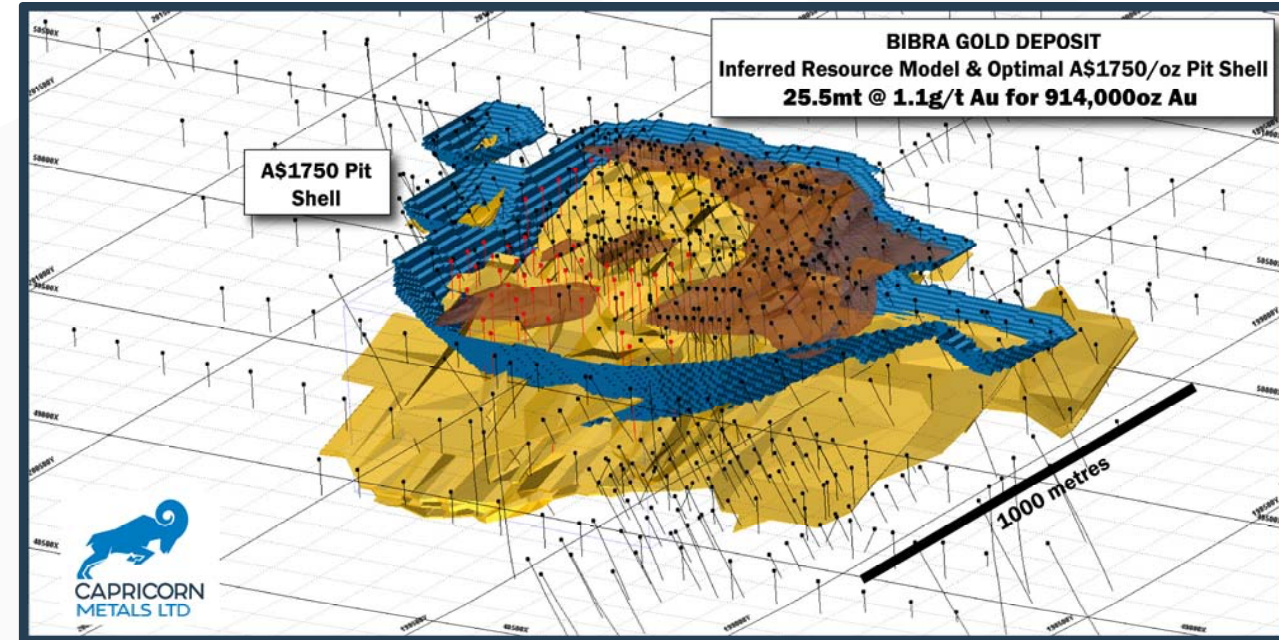 BIBRA GOLD DEPOSIT
Inferred Resource Model & Optimal A$1750/oz Pit Shell
25.5mt @ 1.1g/t Au for 914,000oz Au
A$1750 Pit
Shell
1000 metres
CAPRICORN
METALS LTD